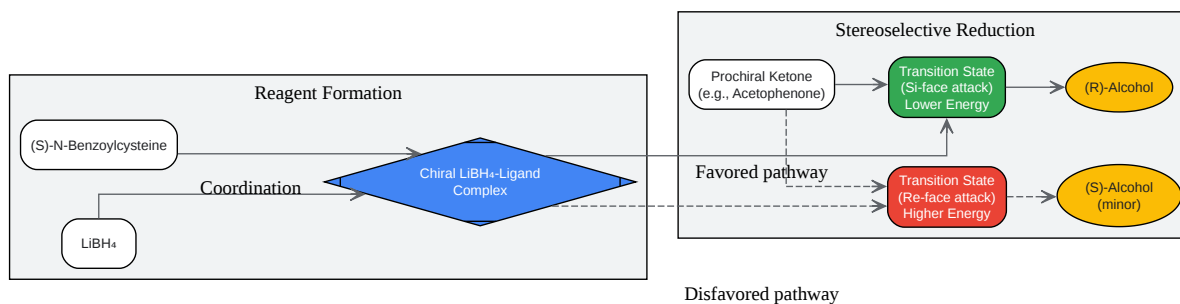 Reagent Formation
(S)-N-Benzoylcysteine
Coordination
LiBH₄
Chiral LiBH₄-Ligand
Complex
Stereoselective Reduction
Prochiral Ketone
(e.g., Acetophenone)
Transition State
(Si-face attack)
Lower Energy
(R)-Alcohol
Favored pathway
Transition State
(Re-face attack)
Higher Energy
(S)-Alcohol
(minor)
Disfavored pathway